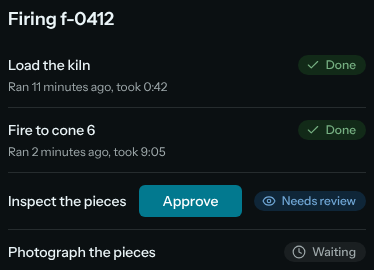 Firing f-0412
Load the kiln
Done
Ran 11 minutes ago, took 0:42
Fire to cone 6
Done
Ran 2 minutes ago, took 9:05
Inspect the pieces Approve Needs review
Photograph the pieces Waiting